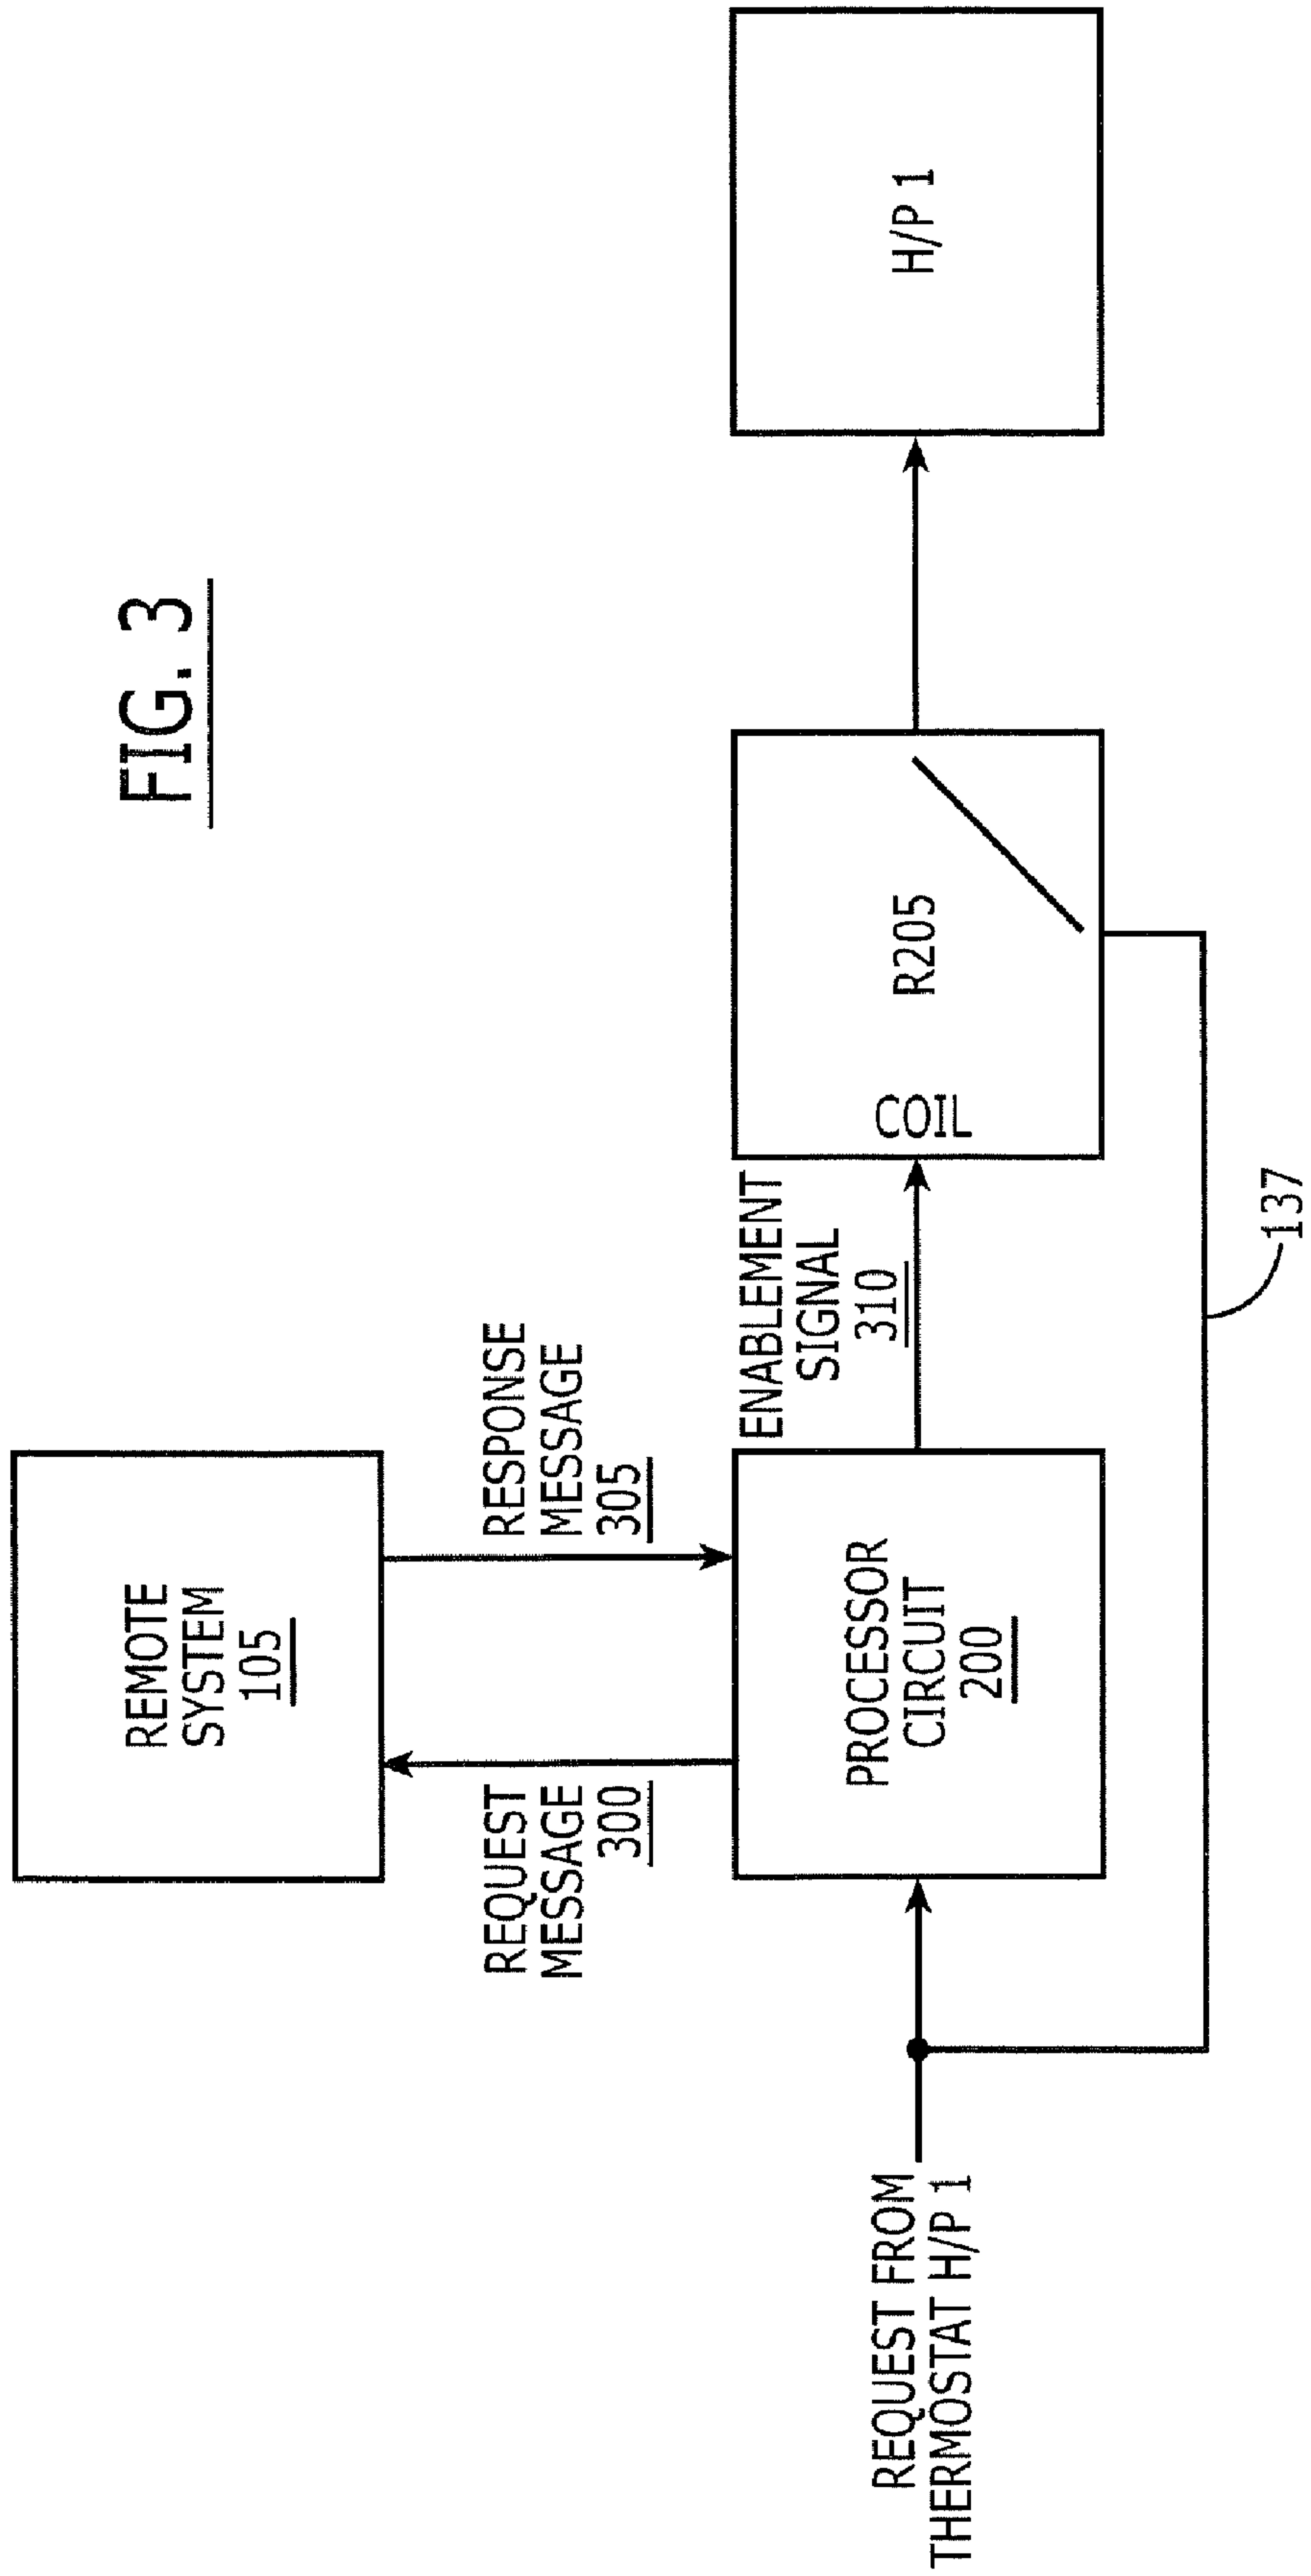 FIG. 3
REMOTE
SYSTEM
105
REQUEST
MESSAGE
300
RESPONSE
MESSAGE
305
REQUEST FROM
THERMOSTAT H/P 1
PROCESSOR
CIRCUIT
200
ENABLEMENT
SIGNAL
310
COIL
R205
H/P 1
137